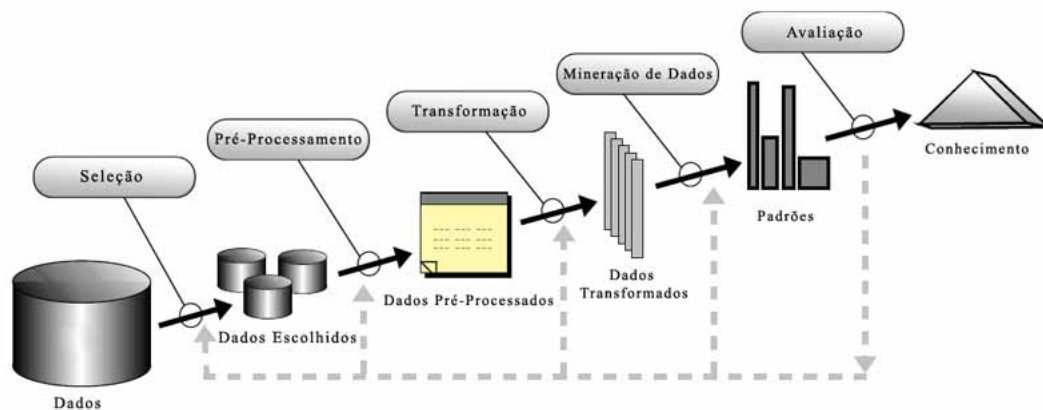 Avaliação
Mineração de Dados
Transformação
Pré-Processamento
Seleção
Conhecimento
Padrões
Dados
Transformados
Dados Pré-Processados
Dados Escolhidos
Dados